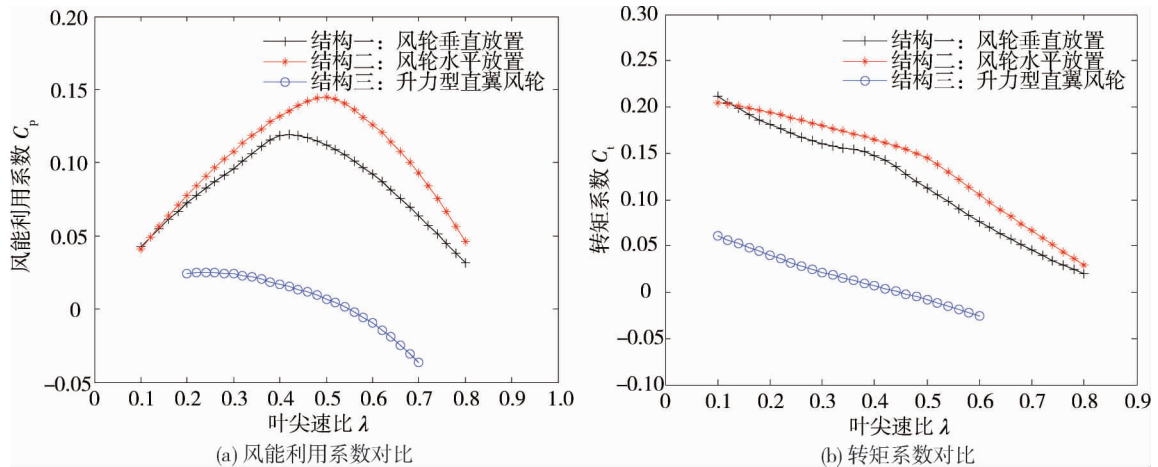 0.20
0.15
0.10
0.05
0
-0.05
风能利用系数 Cp
结构一：风轮垂直放置
结构二：风轮水平放置
结构三：升力型直翼风轮
0 0.1 0.2 0.3 0.4 0.5 0.6 0.7 0.8 0.9 1.0
叶尖速比 λ
(a) 风能利用系数对比
0.30
0.25
0.20
0.15
0.10
0.05
0
-0.05
-0.10
转矩系数 Ct
结构一：风轮垂直放置
结构二：风轮水平放置
结构三：升力型直翼风轮
0 0.1 0.2 0.3 0.4 0.5 0.6 0.7 0.8 0.9
叶尖速比 λ
(b) 转矩系数对比